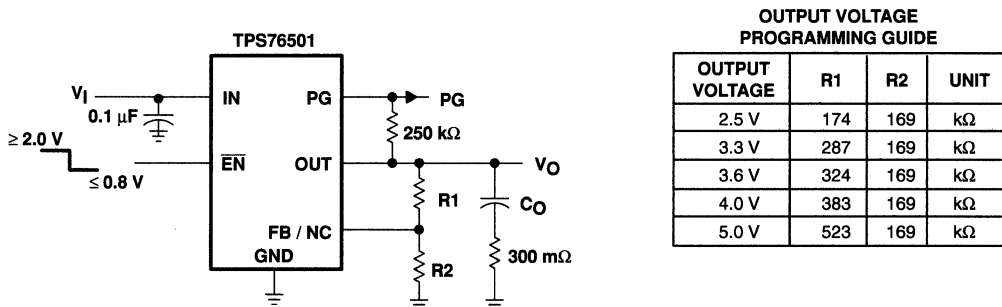 TPS76501
V_I
IN
PG
PG
0.1 μF
250 kΩ
≥ 2.0 V
EN
OUT
V_O
≤ 0.8 V
R1
C_O
FB / NC
GND
R2
300 mΩ
OUTPUT VOLTAGE
PROGRAMMING GUIDE
OUTPUT VOLTAGE R1 R2 UNIT
2.5 V 174 169 kΩ
3.3 V 287 169 kΩ
3.6 V 324 169 kΩ
4.0 V 383 169 kΩ
5.0 V 523 169 kΩ